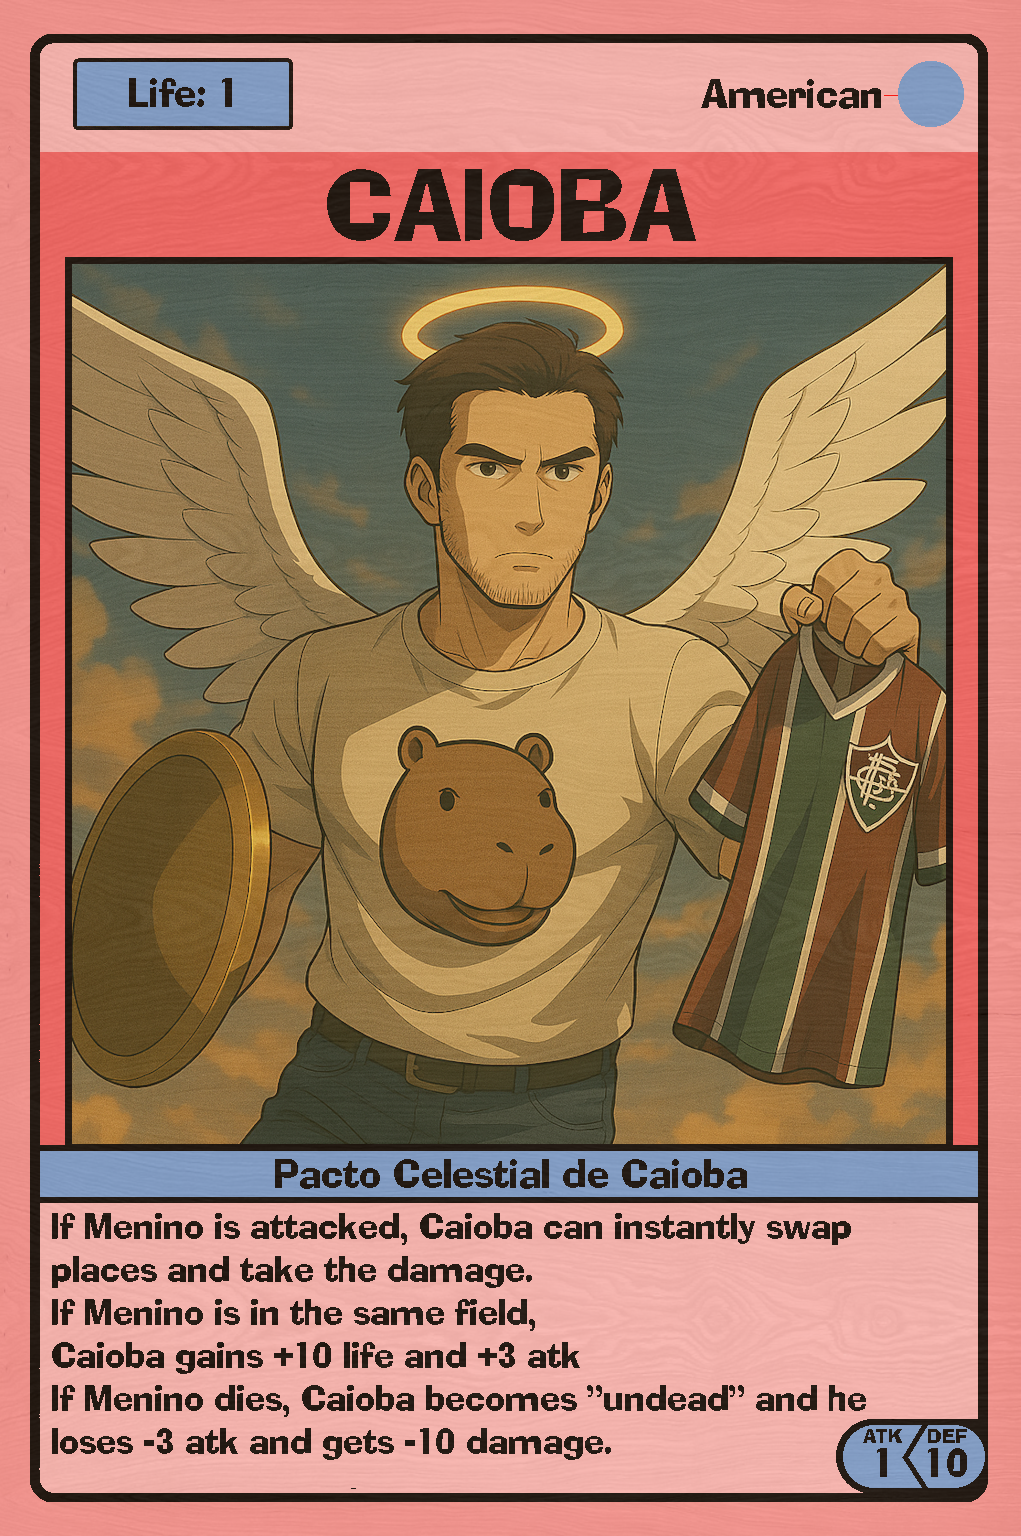 Life: 1
American
CAIOBA
Pacto Celestial de Caioba
If Menino is attacked, Caioba can instantly swap
places and take the damage.
If Menino is in the same field,
Caioba gains +10 life and +3 atk
If Menino dies, Caioba becomes ”undead” and he
loses -3 atk and gets -10 damage.
ATK DEF
1 10